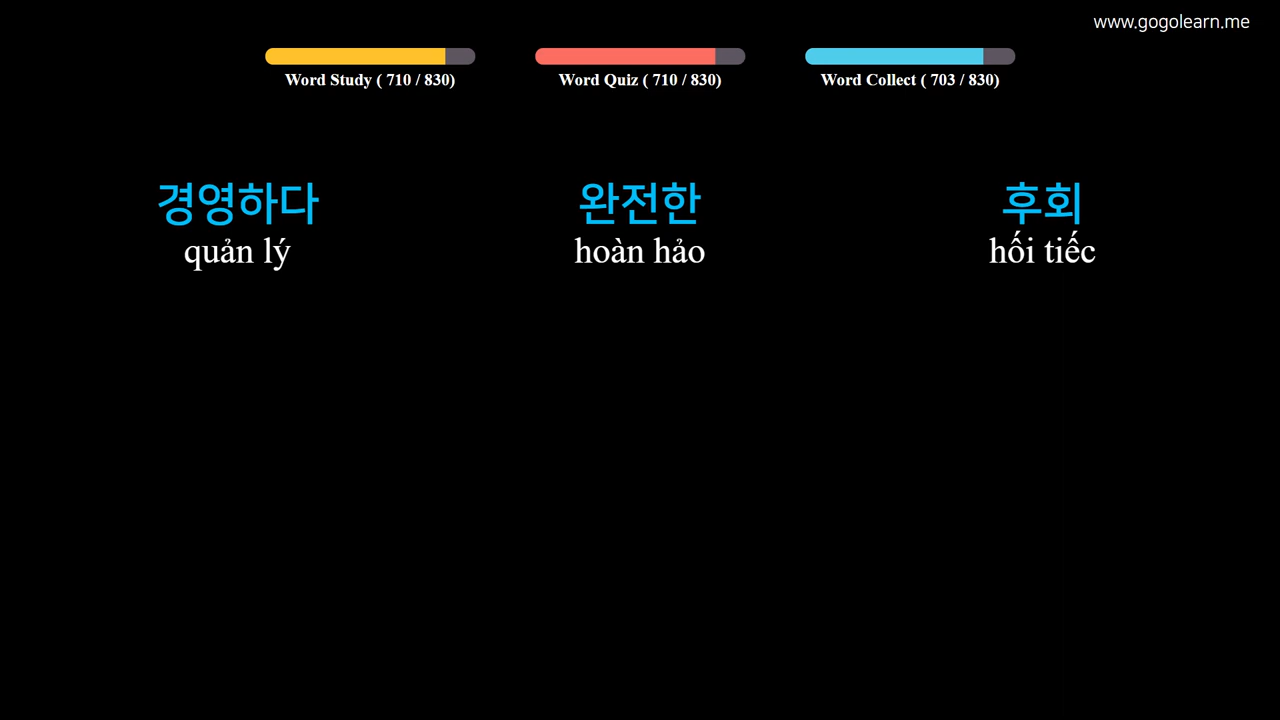 www.gogolearn.me
Word Study ( 710 / 830)
Word Quiz ( 710 / 830)
Word Collect ( 703 / 830)
경영하다
quản lý
완전한
hoàn hảo
후회
hối tiếc